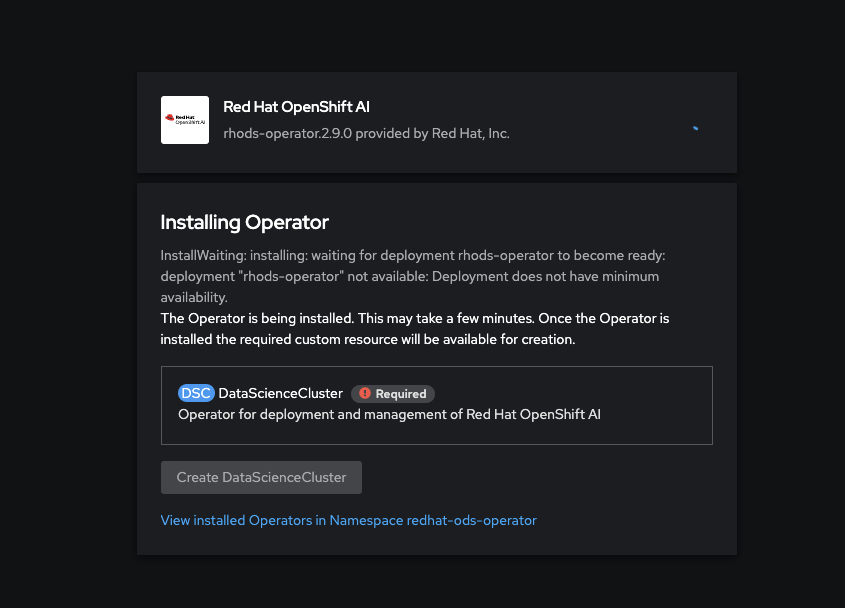 Red Hat
OpenShift AI
Red Hat OpenShift AI
rhods-operator.2.9.0 provided by Red Hat, Inc.
Installing Operator
InstallWaiting: installing: waiting for deployment rhods-operator to become ready:
deployment "rhods-operator" not available: Deployment does not have minimum
availability.
The Operator is being installed. This may take a few minutes. Once the Operator is
installed the required custom resource will be available for creation.
DSC DataScienceCluster Required
Operator for deployment and management of Red Hat OpenShift AI
Create DataScienceCluster
View installed Operators in Namespace redhat-ods-operator